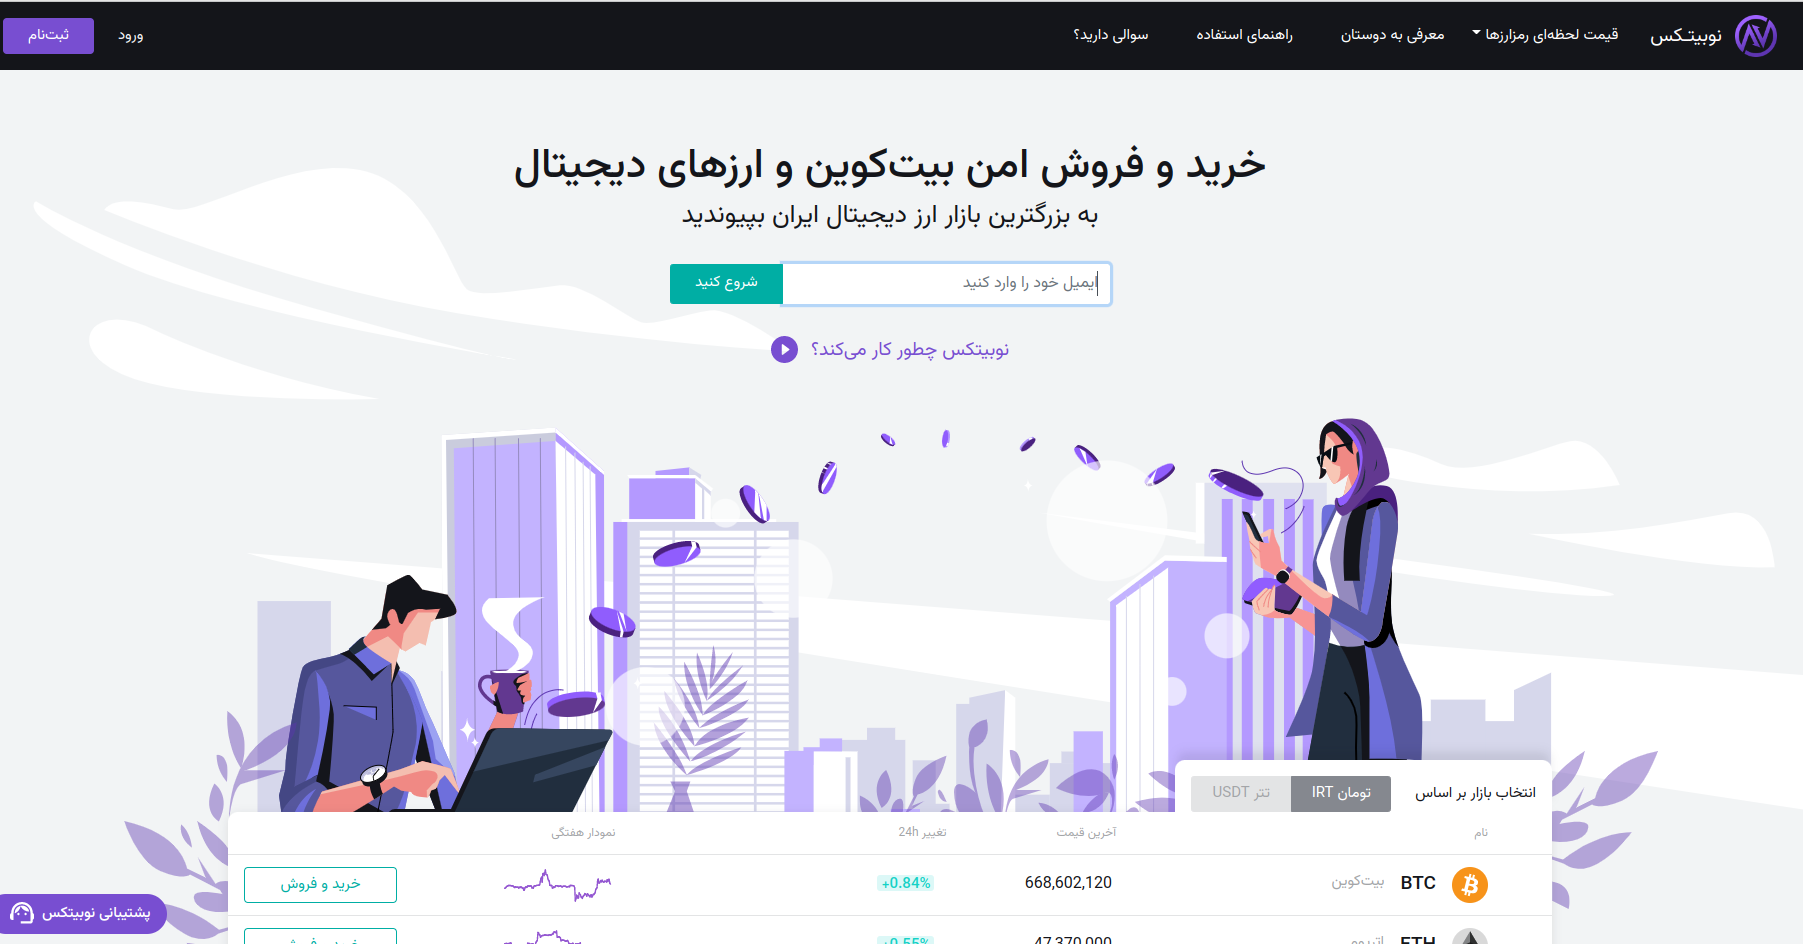 نوبیتـکس
قیمت لحظه‌ای رمزارزها
معرفی به دوستان
راهنمای استفاده
سوالی دارید؟
ورود
ثبت‌نام
خرید و فروش امن بیت‌کوین و ارزهای دیجیتال
به بزرگترین بازار ارز دیجیتال ایران بپیوندید
ایمیل خود را وارد کنید
شروع کنید
نوبیتکس چطور کار می‌کند؟
انتخاب بازار بر اساس
تومان IRT
تتر USDT
نام
آخرین قیمت
تغییر 24h
نمودار هفتگی
BTC بیت‌کوین
668,602,120
+0.84%
خرید و فروش
ETH اتریوم
47,370,000
+0.55%
خرید و فروش
پشتیبانی نوبیتکس